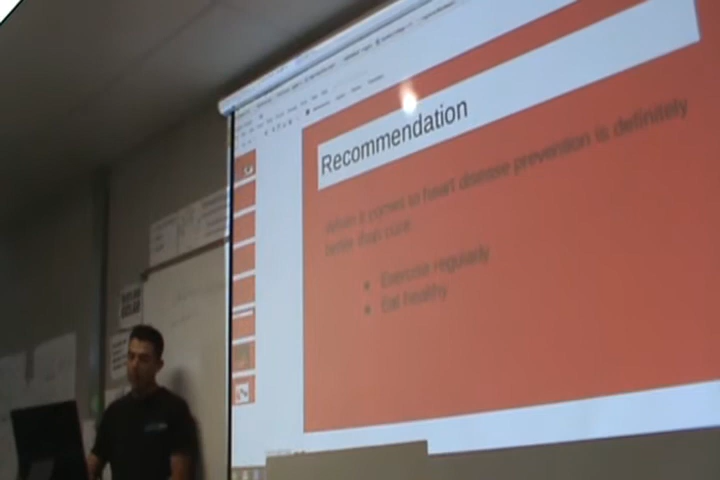 Recommendation
When it comes to heart disease prevention is definitely
better than cure
Exercise regularly
Eat healthy